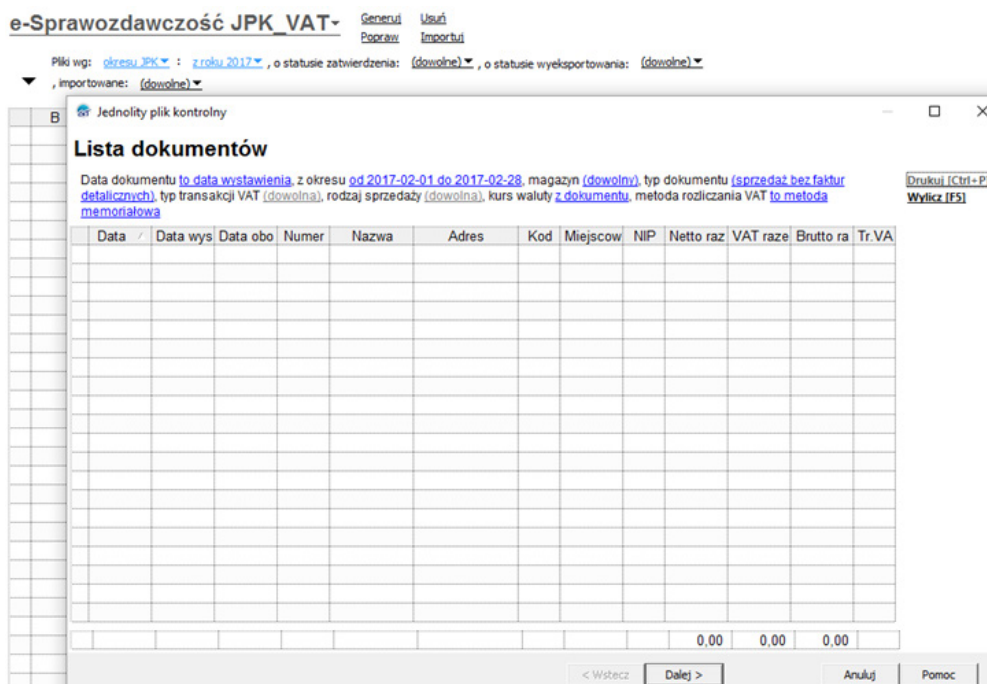 e-Sprawozdawczość JPK_VAT
Generuj Usuń
Popraw Importuj
Pliki wg: okresu JPK : z roku 2017 , o statusie zatwierdzenia: (dowolne) , o statusie wyeksportowania: (dowolne)
, importowane: (dowolne)
B
Jednolity plik kontrolny
Lista dokumentów
Data dokumentu to data wystawienia, z okresu od 2017-02-01 do 2017-02-28, magazyn (dowolny), typ dokumentu (sprzedaż bez faktur
detalicznych), typ transakcji VAT (dowolna), rodzaj sprzedaży (dowolna), kurs waluty z dokumentu, metoda rozliczania VAT to metoda
memoriałowa
Drukuj [Ctrl+P]
Wylicz [F5]
Data Data wys Data obo Numer Nazwa Adres Kod Miejscow NIP Netto raz VAT raze Brutto ra Tr.VA
0,00 0,00 0,00
< Wstecz Dalej > Anuluj Pomoc